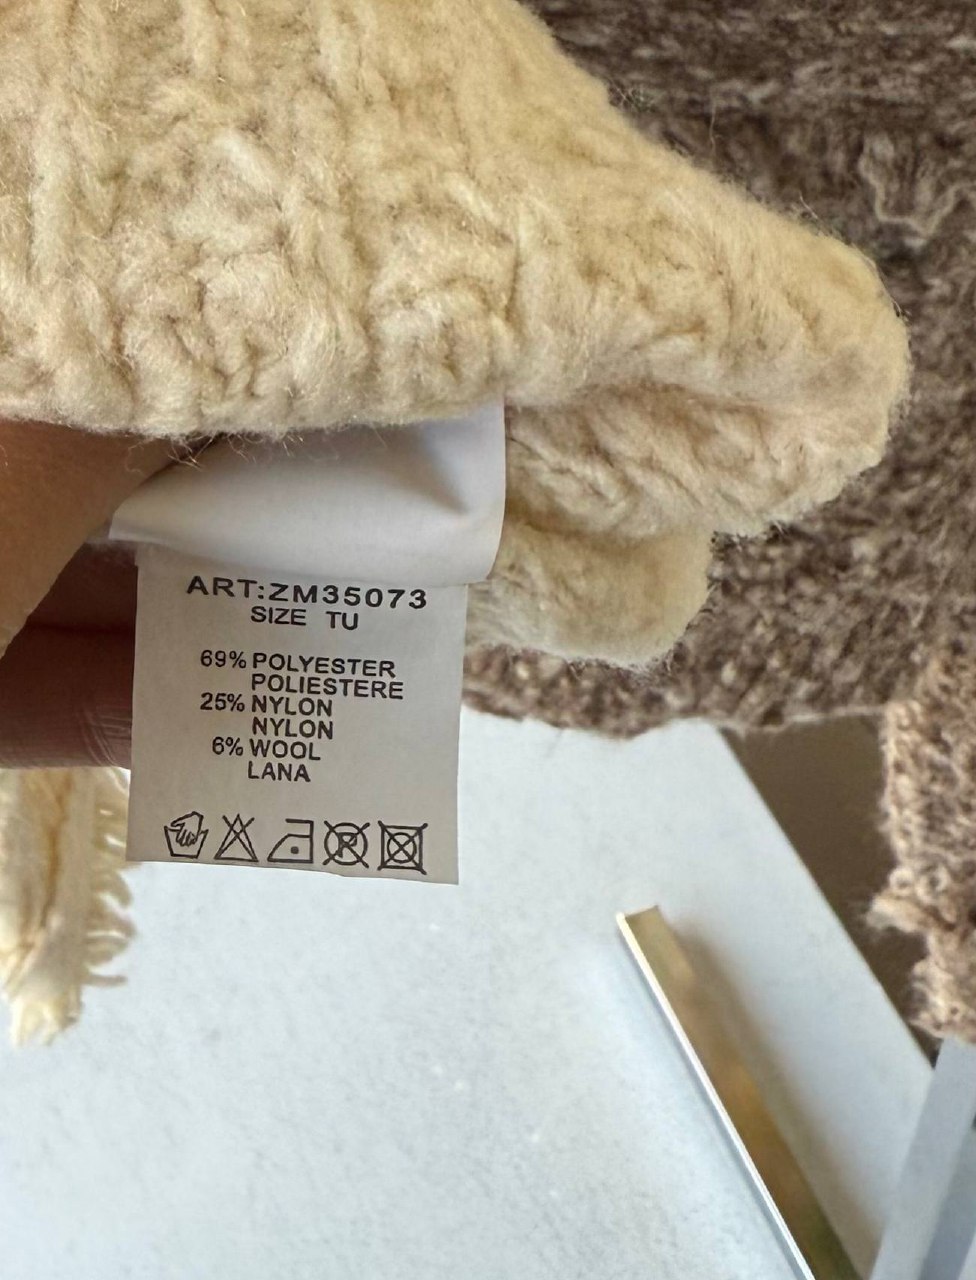 ART:ZM35073
SIZE TU
69% POLYESTER
POLIESTERE
25% NYLON
NYLON
6% WOOL
LANA
P